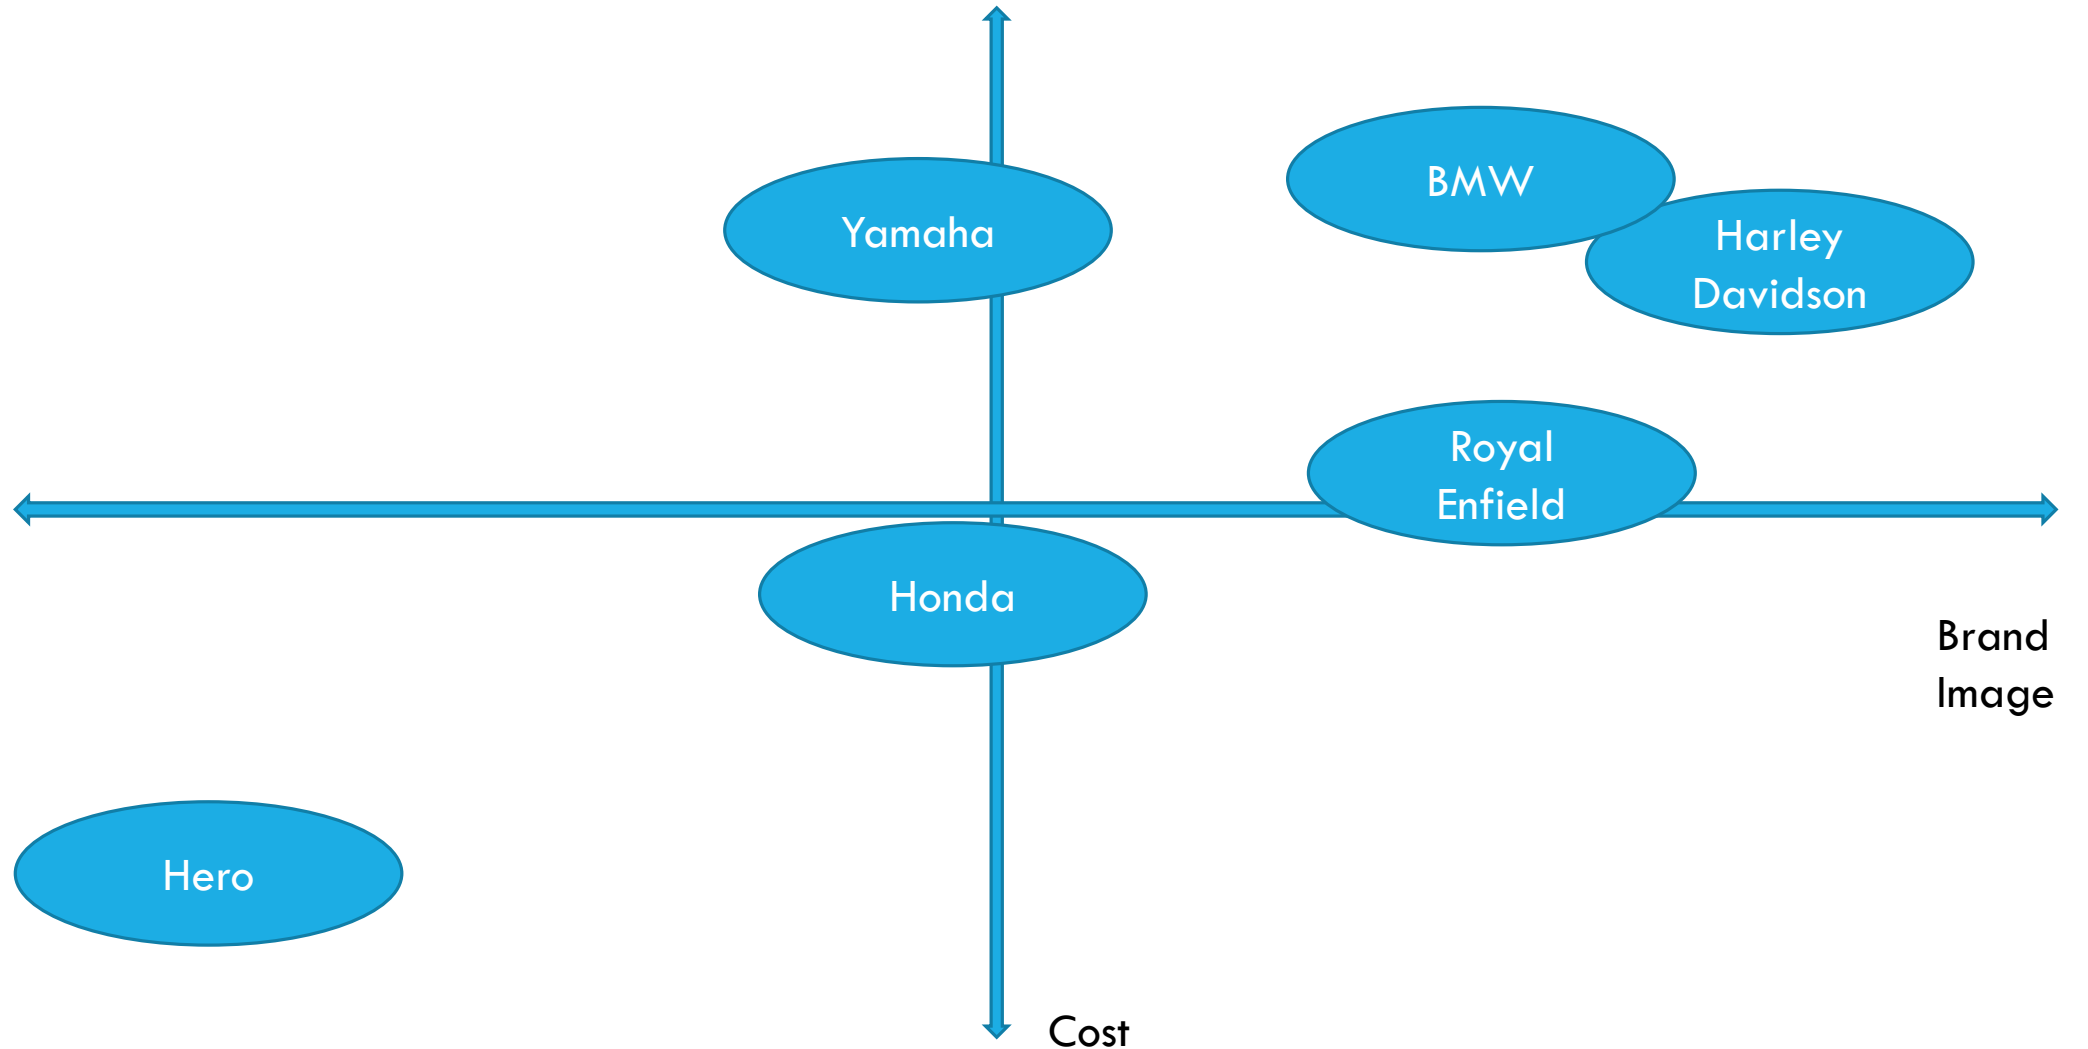 BMW
Yamaha
Harley
Davidson
Royal
Enfield
Honda
Brand
Image
Hero
Cost